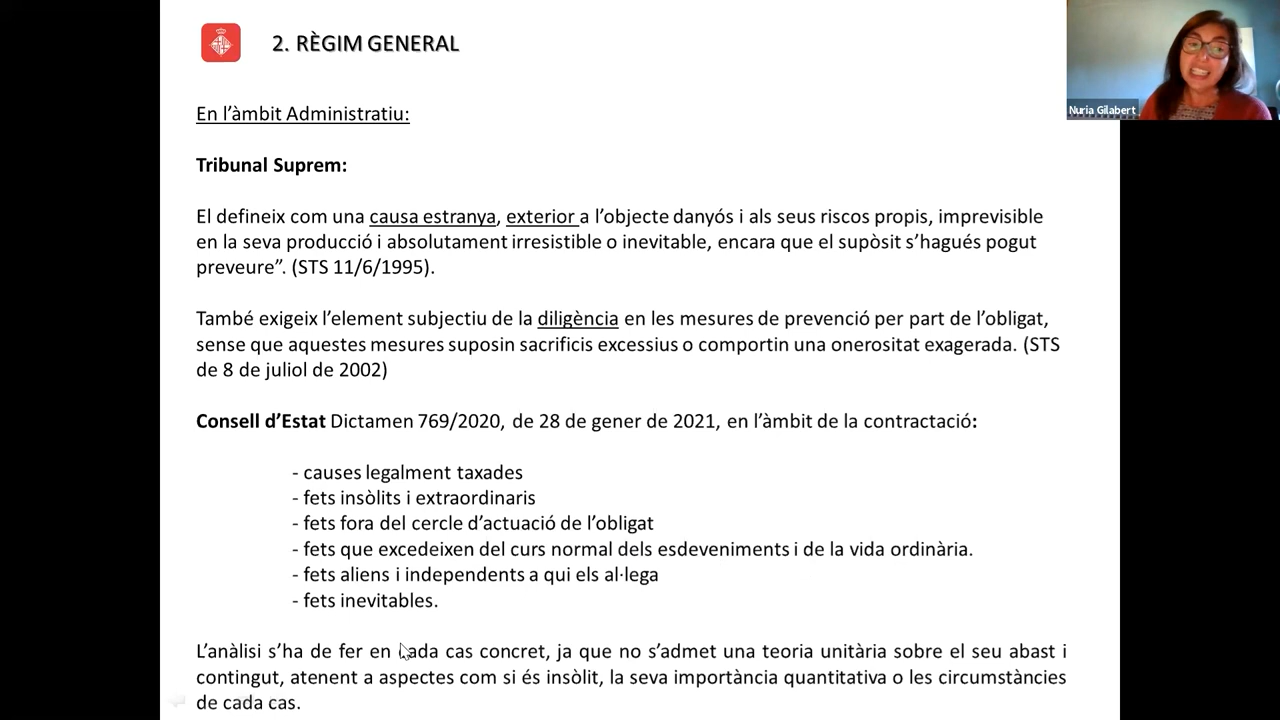 2. RÈGIM GENERAL
Nuria Gilabert
En l’àmbit Administratiu:
Tribunal Suprem:
El defineix com una causa estranya, exterior a l’objecte danyós i als seus riscos propis, imprevisible
en la seva producció i absolutament irresistible o inevitable, encara que el supòsit s’hagués pogut
preveure”. (STS 11/6/1995).
També exigeix l’element subjectiu de la diligència en les mesures de prevenció per part de l’obligat,
sense que aquestes mesures suposin sacrificis excessius o comportin una onerositat exagerada. (STS
de 8 de juliol de 2002)
Consell d’Estat Dictamen 769/2020, de 28 de gener de 2021, en l’àmbit de la contractació:
- causes legalment taxades
- fets insòlits i extraordinaris
- fets fora del cercle d’actuació de l’obligat
- fets que excedeixen del curs normal dels esdeveniments i de la vida ordinària.
- fets aliens i independents a qui els al·lega
- fets inevitables.
L’anàlisi s’ha de fer en cada cas concret, ja que no s’admet una teoria unitària sobre el seu abast i
contingut, atenent a aspectes com si és insòlit, la seva importància quantitativa o les circumstàncies
de cada cas.